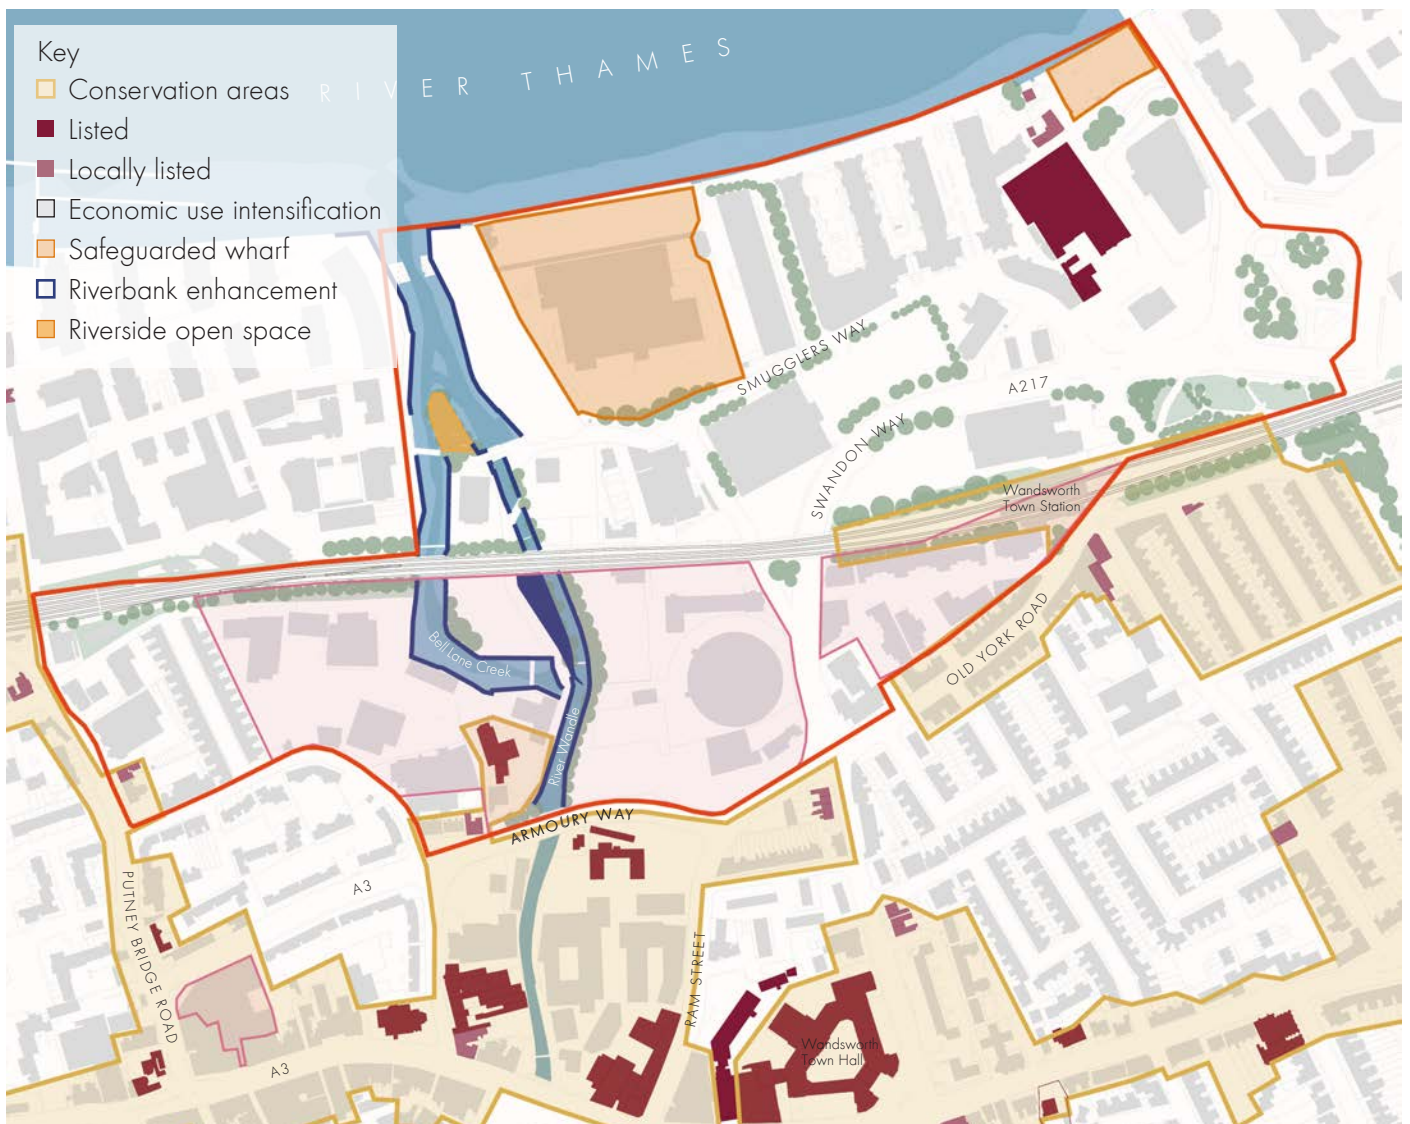 Key
Conservation areas
Listed
Locally listed
Economic use intensification
Safeguarded wharf
Riverbank enhancement
Riverside open space
RIVER THAMES
SMUGGLERS WAY
A217
SWANDON WAY
Wandsworth
Town Station
OLD YORK ROAD
Bell Lane Creek
River Wandle
ARMOURY WAY
A3
PUTNEY BRIDGE ROAD
RAM STREET
Wandsworth
Town Hall
A3